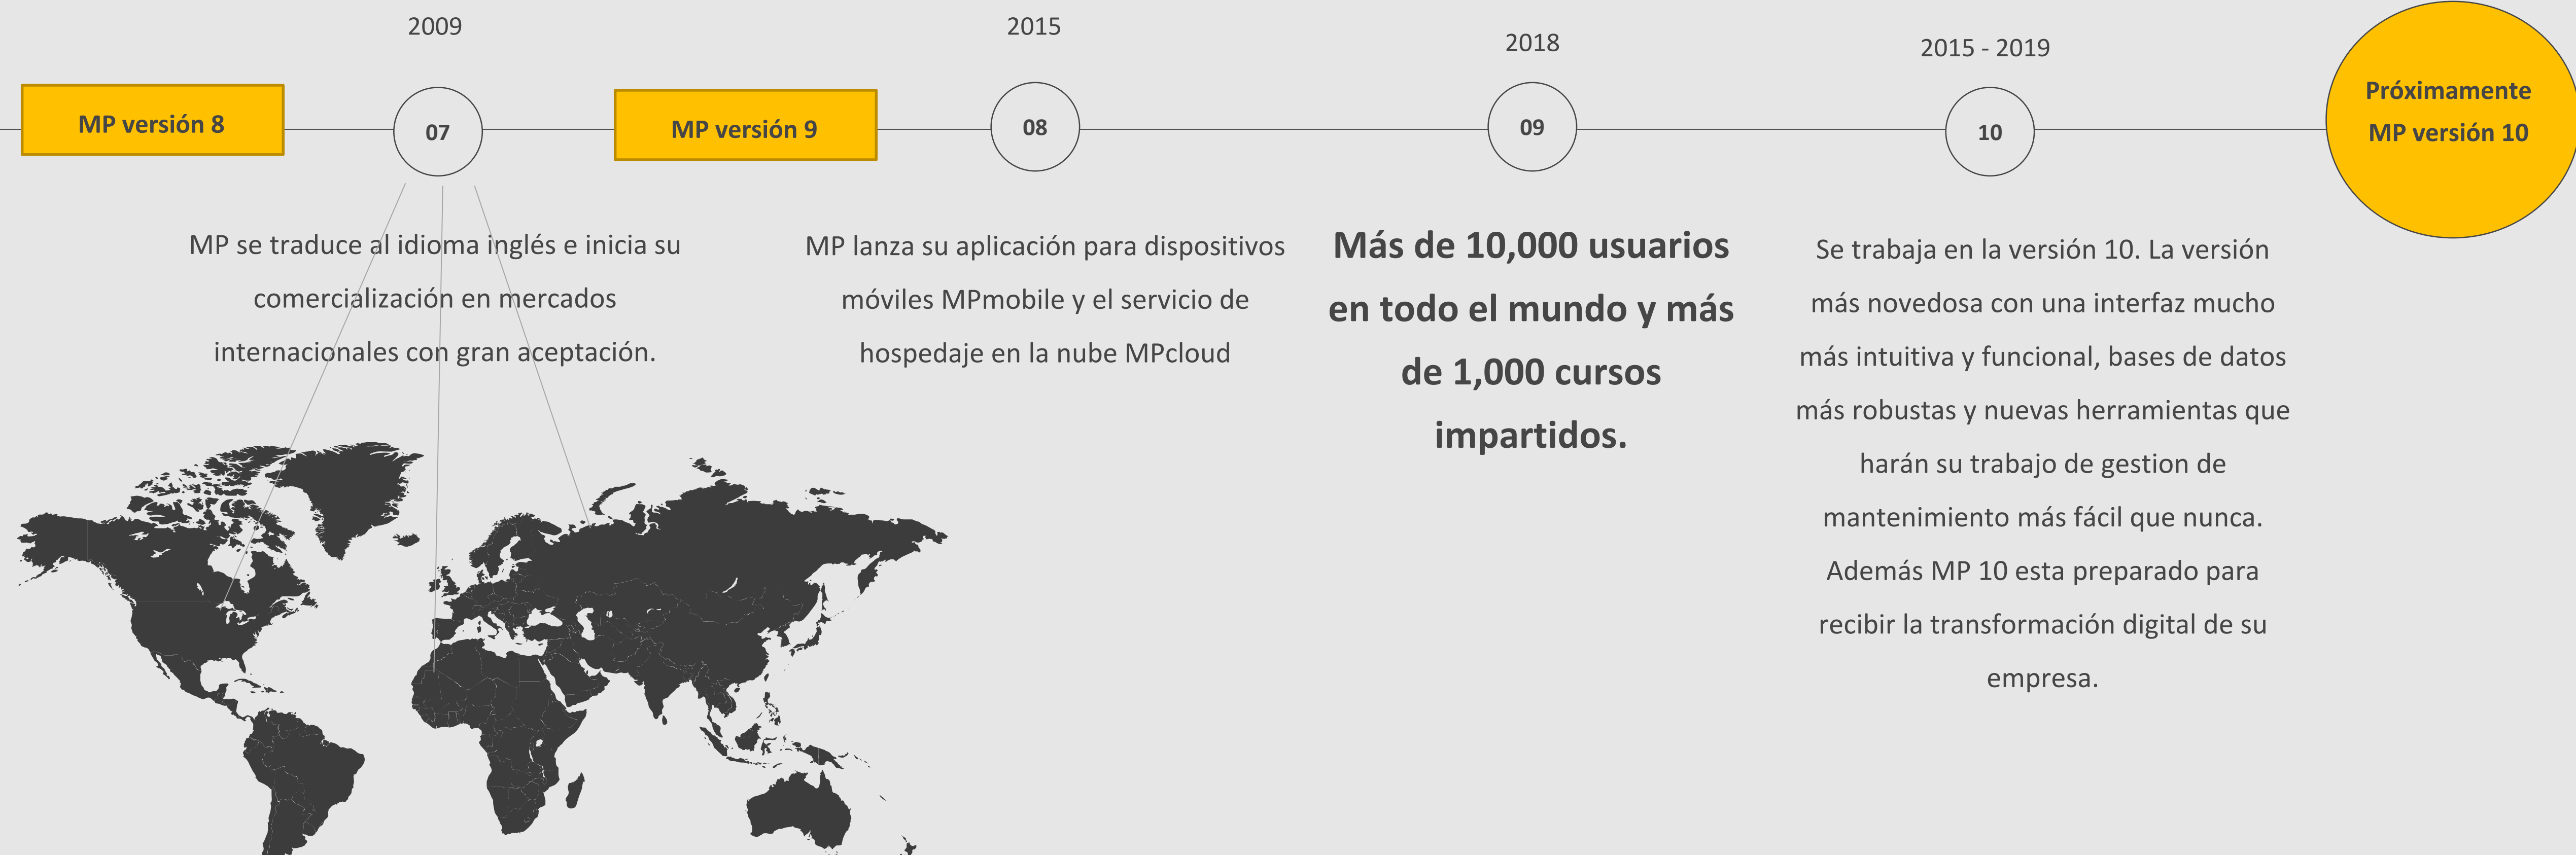 MP versión 8
2009
07
MP se traduce al idioma inglés e inicia su
comercialización en mercados
internacionales con gran aceptación.
MP versión 9
2015
08
MP lanza su aplicación para dispositivos
móviles MPmobile y el servicio de
hospedaje en la nube MPcloud
2018
09
Más de 10,000 usuarios
en todo el mundo y más
de 1,000 cursos
impartidos.
2015 - 2019
10
Se trabaja en la versión 10. La versión
más novedosa con una interfaz mucho
más intuitiva y funcional, bases de datos
más robustas y nuevas herramientas que
harán su trabajo de gestion de
mantenimiento más fácil que nunca.
Además MP 10 esta preparado para
recibir la transformación digital de su
empresa.
Próximamente
MP versión 10